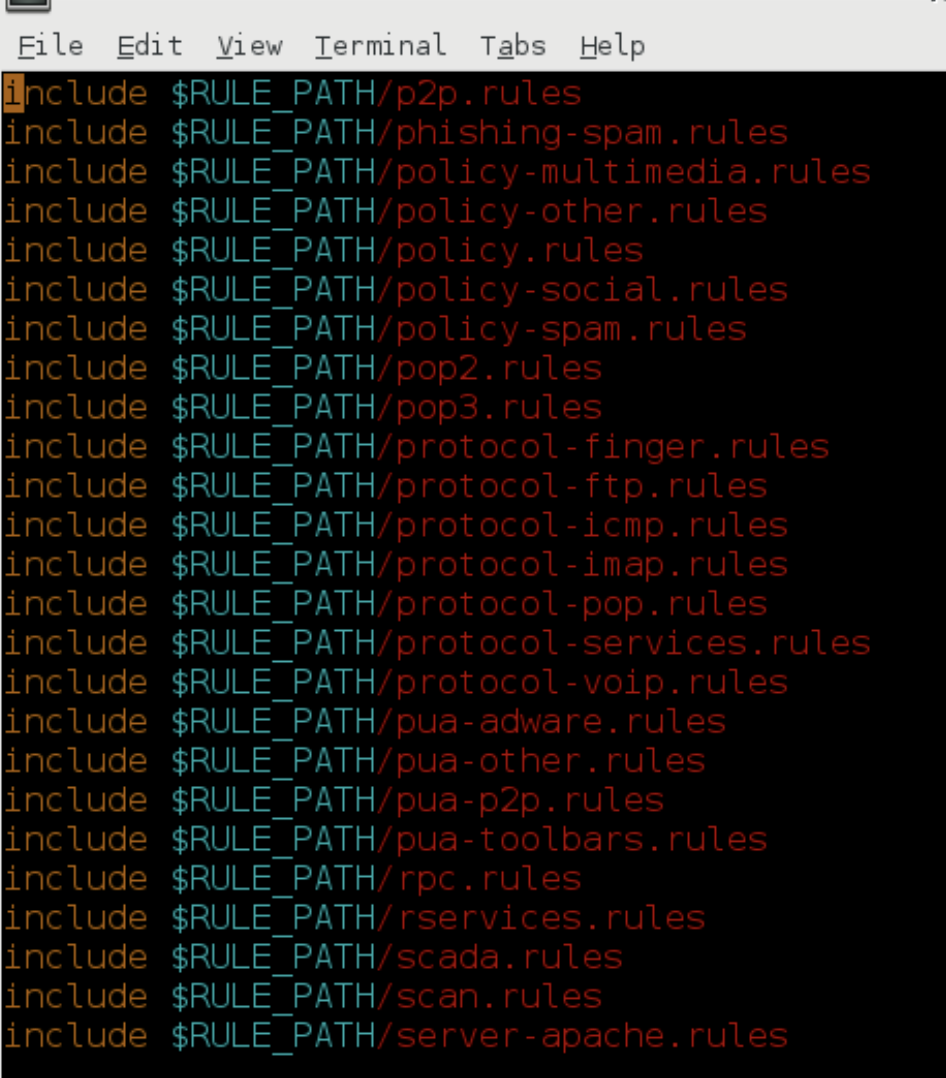 File Edit View Terminal Tabs Help
include $RULE_PATH/p2p.rules
include $RULE_PATH/phishing-spam.rules
include $RULE_PATH/policy-multimedia.rules
include $RULE_PATH/policy-other.rules
include $RULE_PATH/policy.rules
include $RULE_PATH/policy-social.rules
include $RULE_PATH/policy-spam.rules
include $RULE_PATH/pop2.rules
include $RULE_PATH/pop3.rules
include $RULE_PATH/protocol-finger.rules
include $RULE_PATH/protocol-ftp.rules
include $RULE_PATH/protocol-icmp.rules
include $RULE_PATH/protocol-imap.rules
include $RULE_PATH/protocol-pop.rules
include $RULE_PATH/protocol-services.rules
include $RULE_PATH/protocol-voip.rules
include $RULE_PATH/pua-adware.rules
include $RULE_PATH/pua-other.rules
include $RULE_PATH/pua-p2p.rules
include $RULE_PATH/pua-toolbars.rules
include $RULE_PATH/rpc.rules
include $RULE_PATH/rservices.rules
include $RULE_PATH/scada.rules
include $RULE_PATH/scan.rules
include $RULE_PATH/server-apache.rules